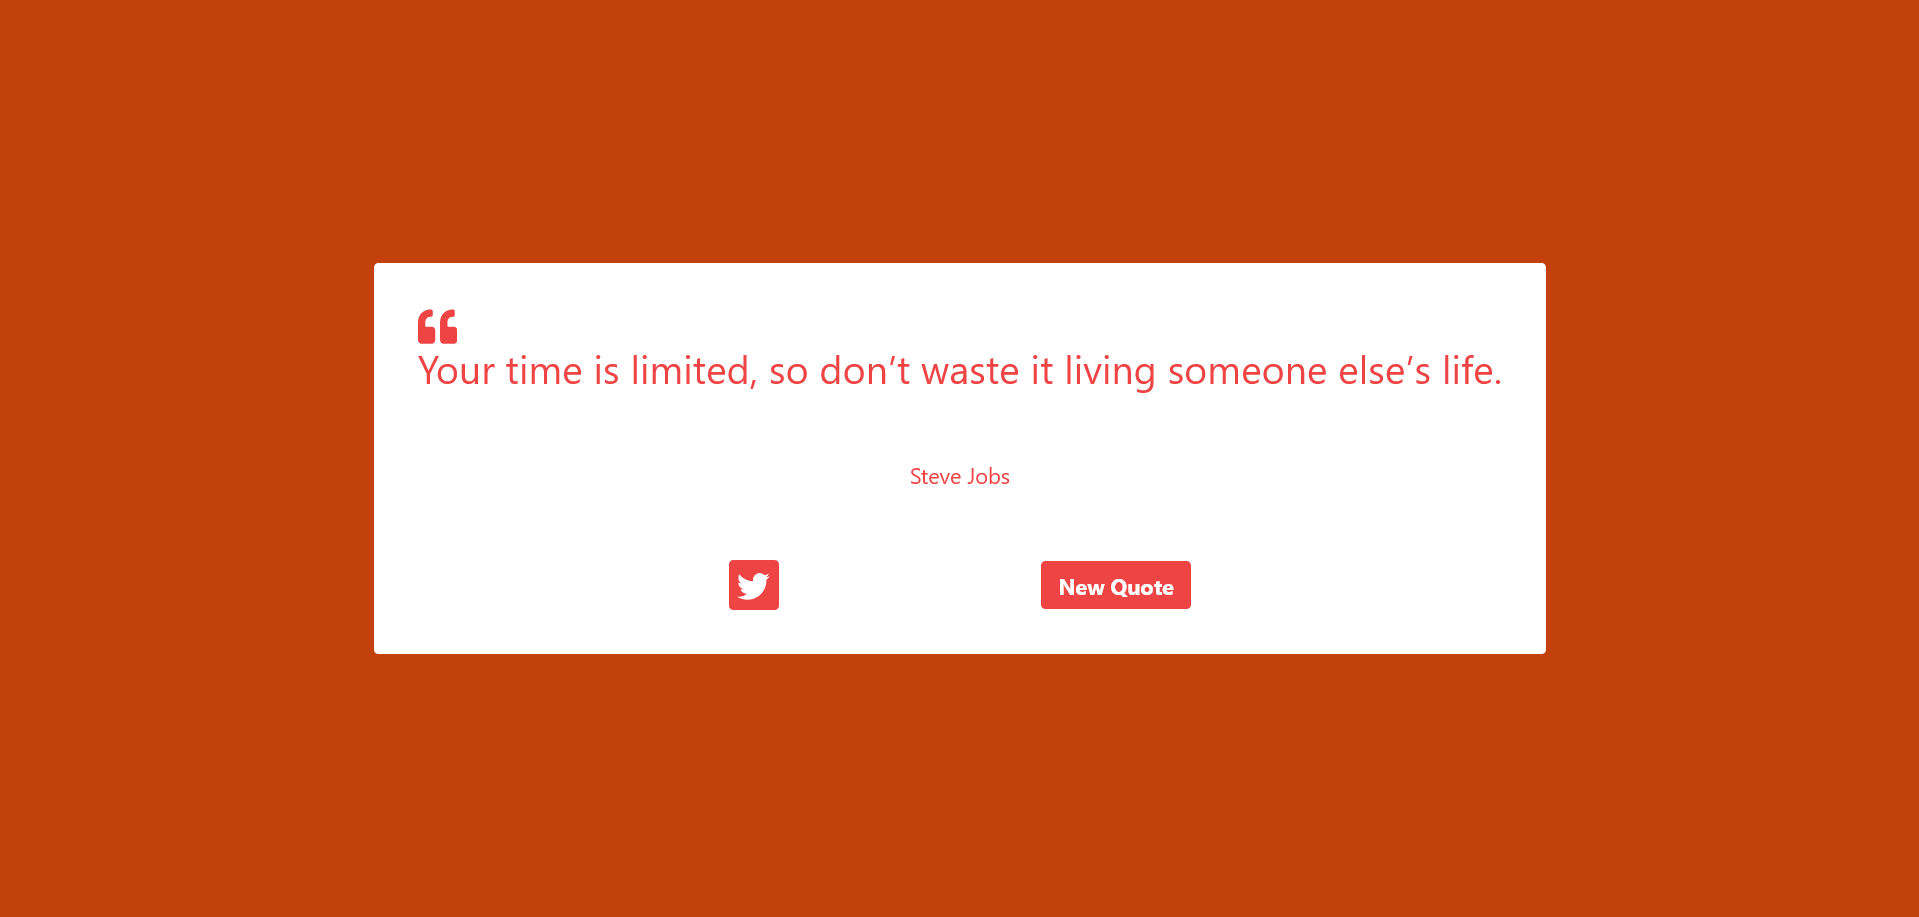 Your time is limited, so don’t waste it living someone else’s life.
Steve Jobs
New Quote